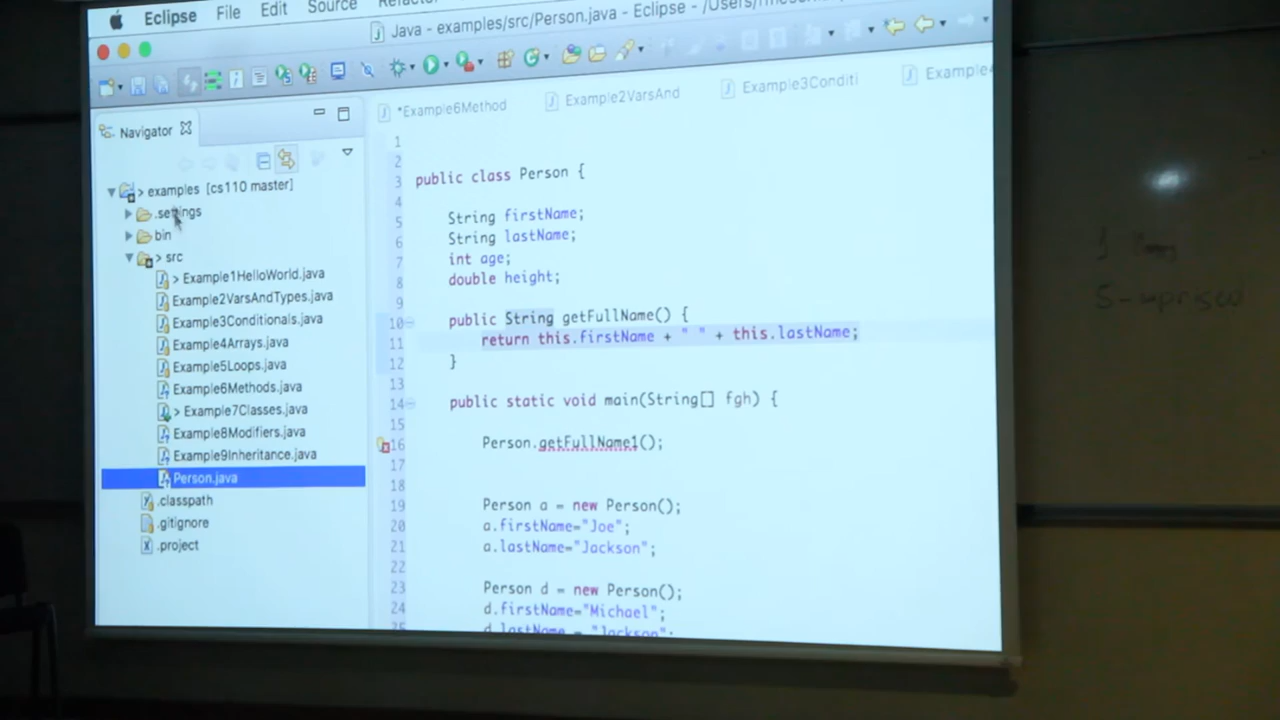 Eclipse File Edit Source
Java - examples/src/Person.java - Eclipse -
Navigator
*Example6Method
Example2VarsAnd
Example3Conditi
> examples [cs110 master]
.settings
bin
> src
> Example1HelloWorld.java
Example2VarsAndTypes.java
Example3Conditionals.java
Example4Arrays.java
Example5Loops.java
Example6Methods.java
> Example7Classes.java
Example8Modifiers.java
Example9Inheritance.java
Person.java
.classpath
.gitignore
.project
1
2
3 public class Person {
4
5 String firstName;
6 String lastName;
7 int age;
8 double height;
9
10 public String getFullName() {
11 return this.firstName + " " + this.lastName;
12 }
13
14 public static void main(String[] fgh) {
15
16 Person.getFullName1();
17
18
19 Person a = new Person();
20 a.firstName="Joe";
21 a.lastName="Jackson";
22
23 Person d = new Person();
24 d.firstName="Michael";
25 d.lastName = "Jackson";